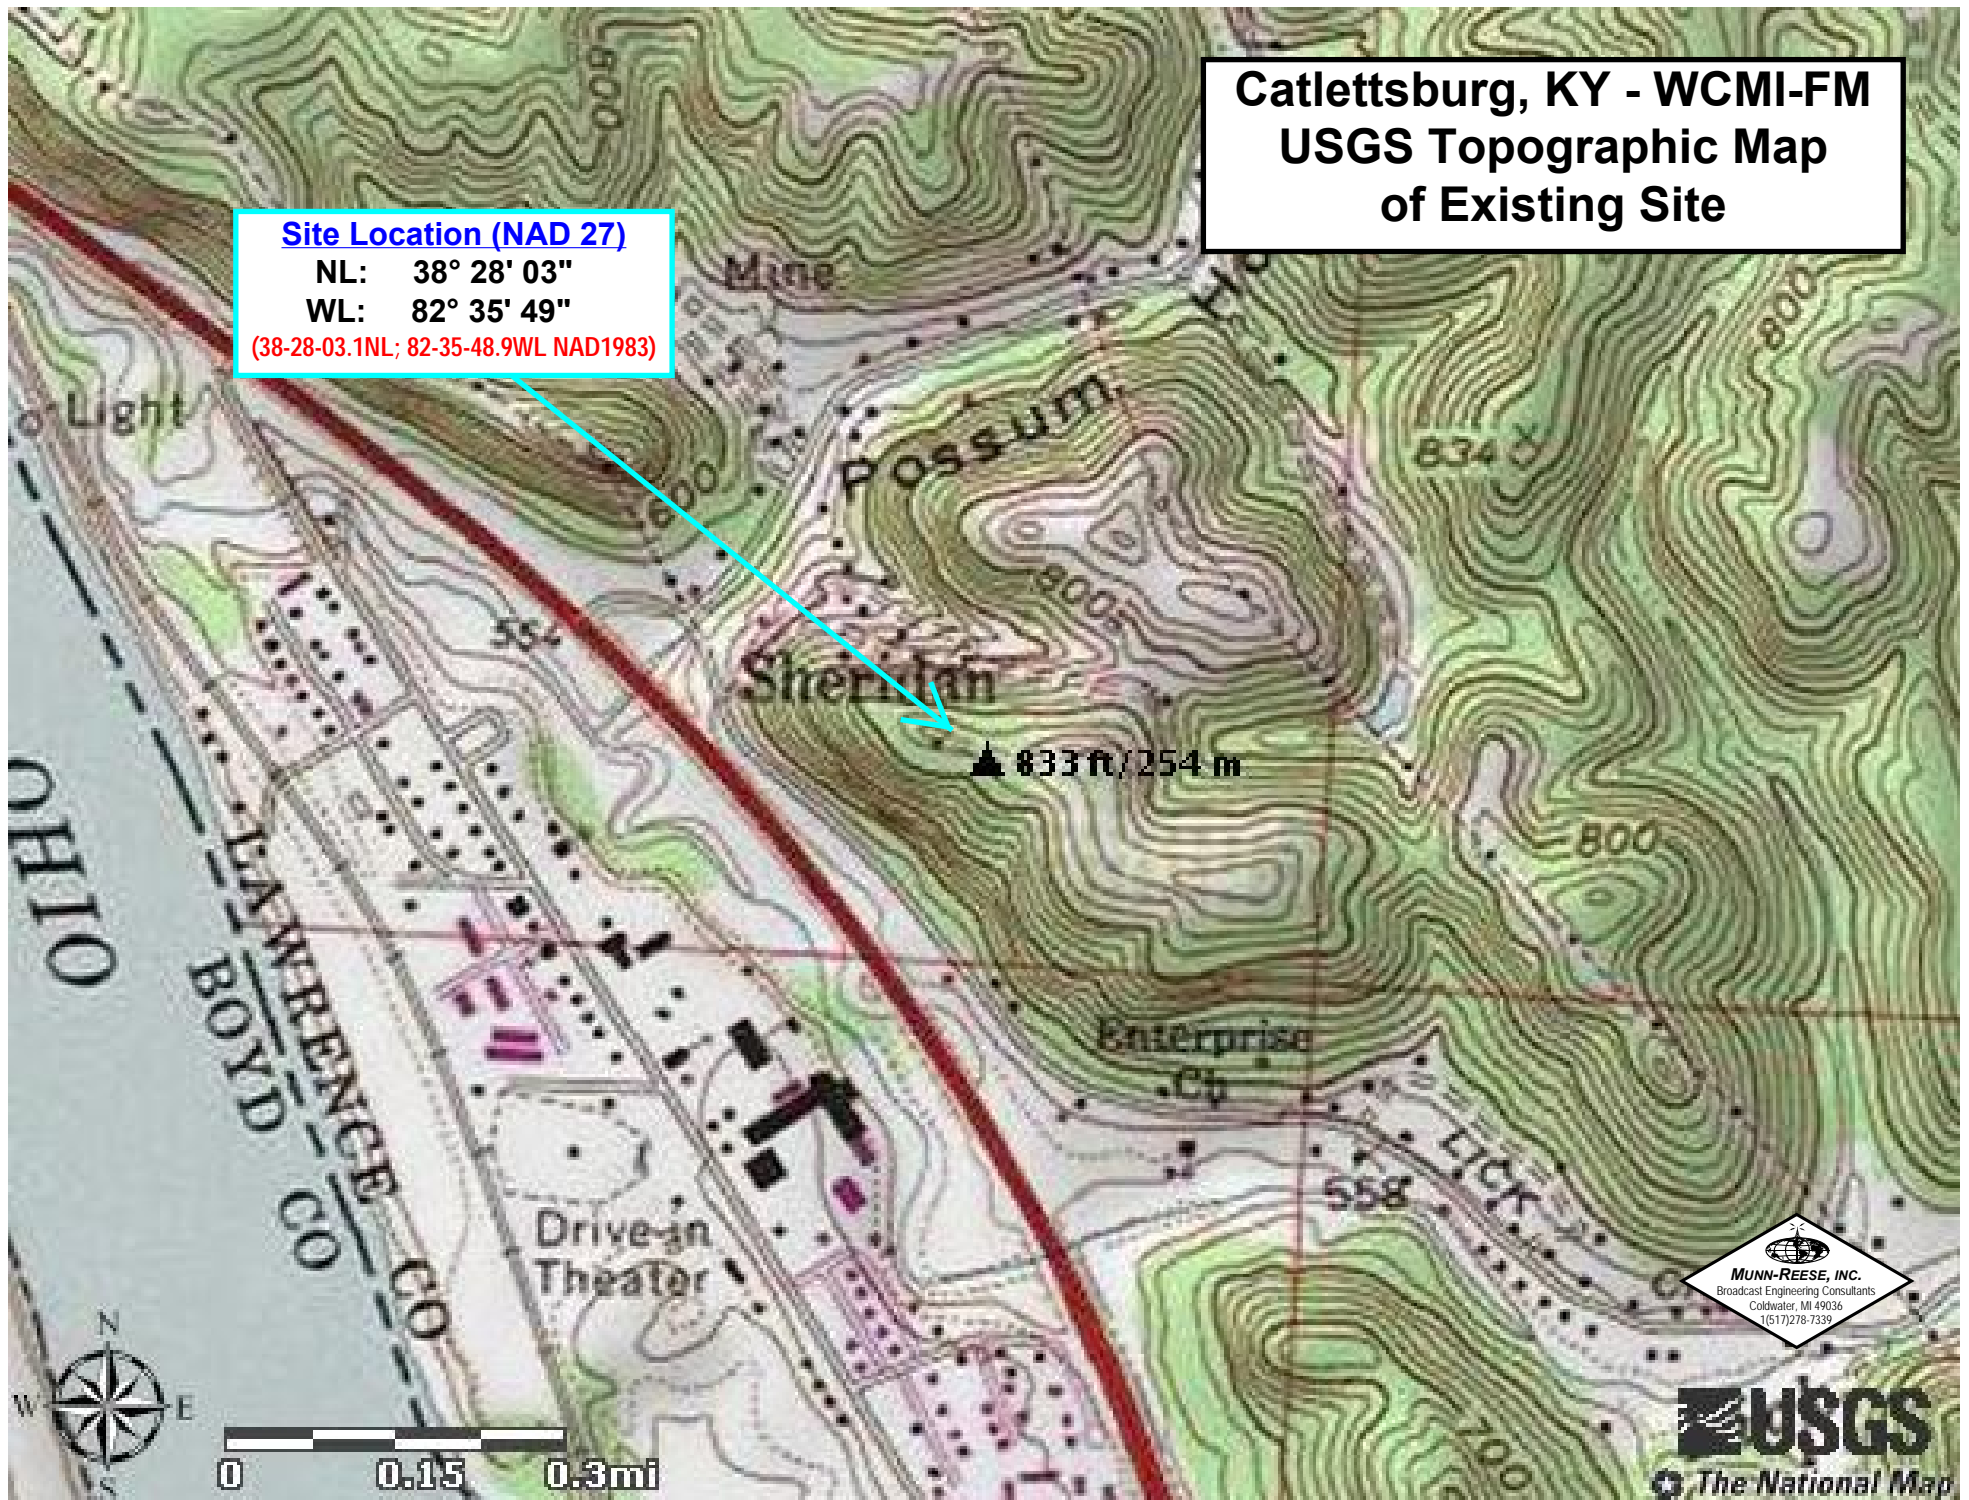 Catlettsburg, KY - WCMI-FM
USGS Topographic Map
of Existing Site
Site Location (NAD 27)
NL: 38° 28' 03"
WL: 82° 35' 49"
(38-28-03.1NL; 82-35-48.9WL NAD1983)
800
Mine
Possum
Ho
800
Light
834
800
800
554
Sheridan
833 ft/254 m
800
OHIO
LAWRENCE CO
BOYD CO
Enterprise
Ch
LICK
558
C
Drive-in
Theater
700
MUNN-REESE, INC.
Broadcast Engineering Consultants
Coldwater, MI 49036
1(517)278-7339
N
W
E
S
0 0.15 0.3mi
USGS
The National Map